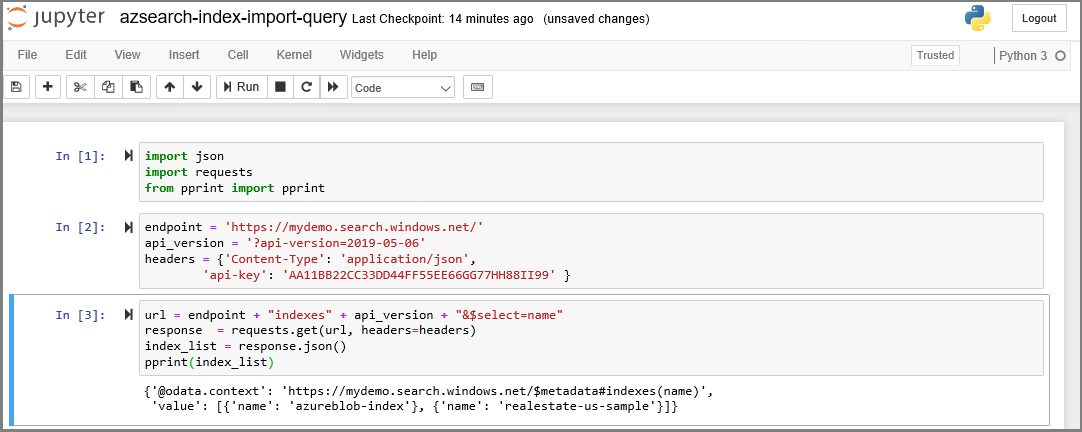 jupyter azsearch-index-import-query Last Checkpoint: 14 minutes ago (unsaved changes) Logout
File Edit View Insert Cell Kernel Widgets Help Trusted Python 3
Run Code
In [1]: import json
import requests
from pprint import pprint
In [2]: endpoint = 'https://mydemo.search.windows.net/'
api_version = '?api-version=2019-05-06'
headers = {'Content-Type': 'application/json',
'api-key': 'AA11BB22CC33DD44FF55EE66GG77HH88II99' }
In [3]: url = endpoint + "indexes" + api_version + "&$select=name"
response  = requests.get(url, headers=headers)
index_list = response.json()
pprint(index_list)
{'@odata.context': 'https://mydemo.search.windows.net/$metadata#indexes(name)',
'value': [{'name': 'azureblob-index'}, {'name': 'realestate-us-sample'}]}